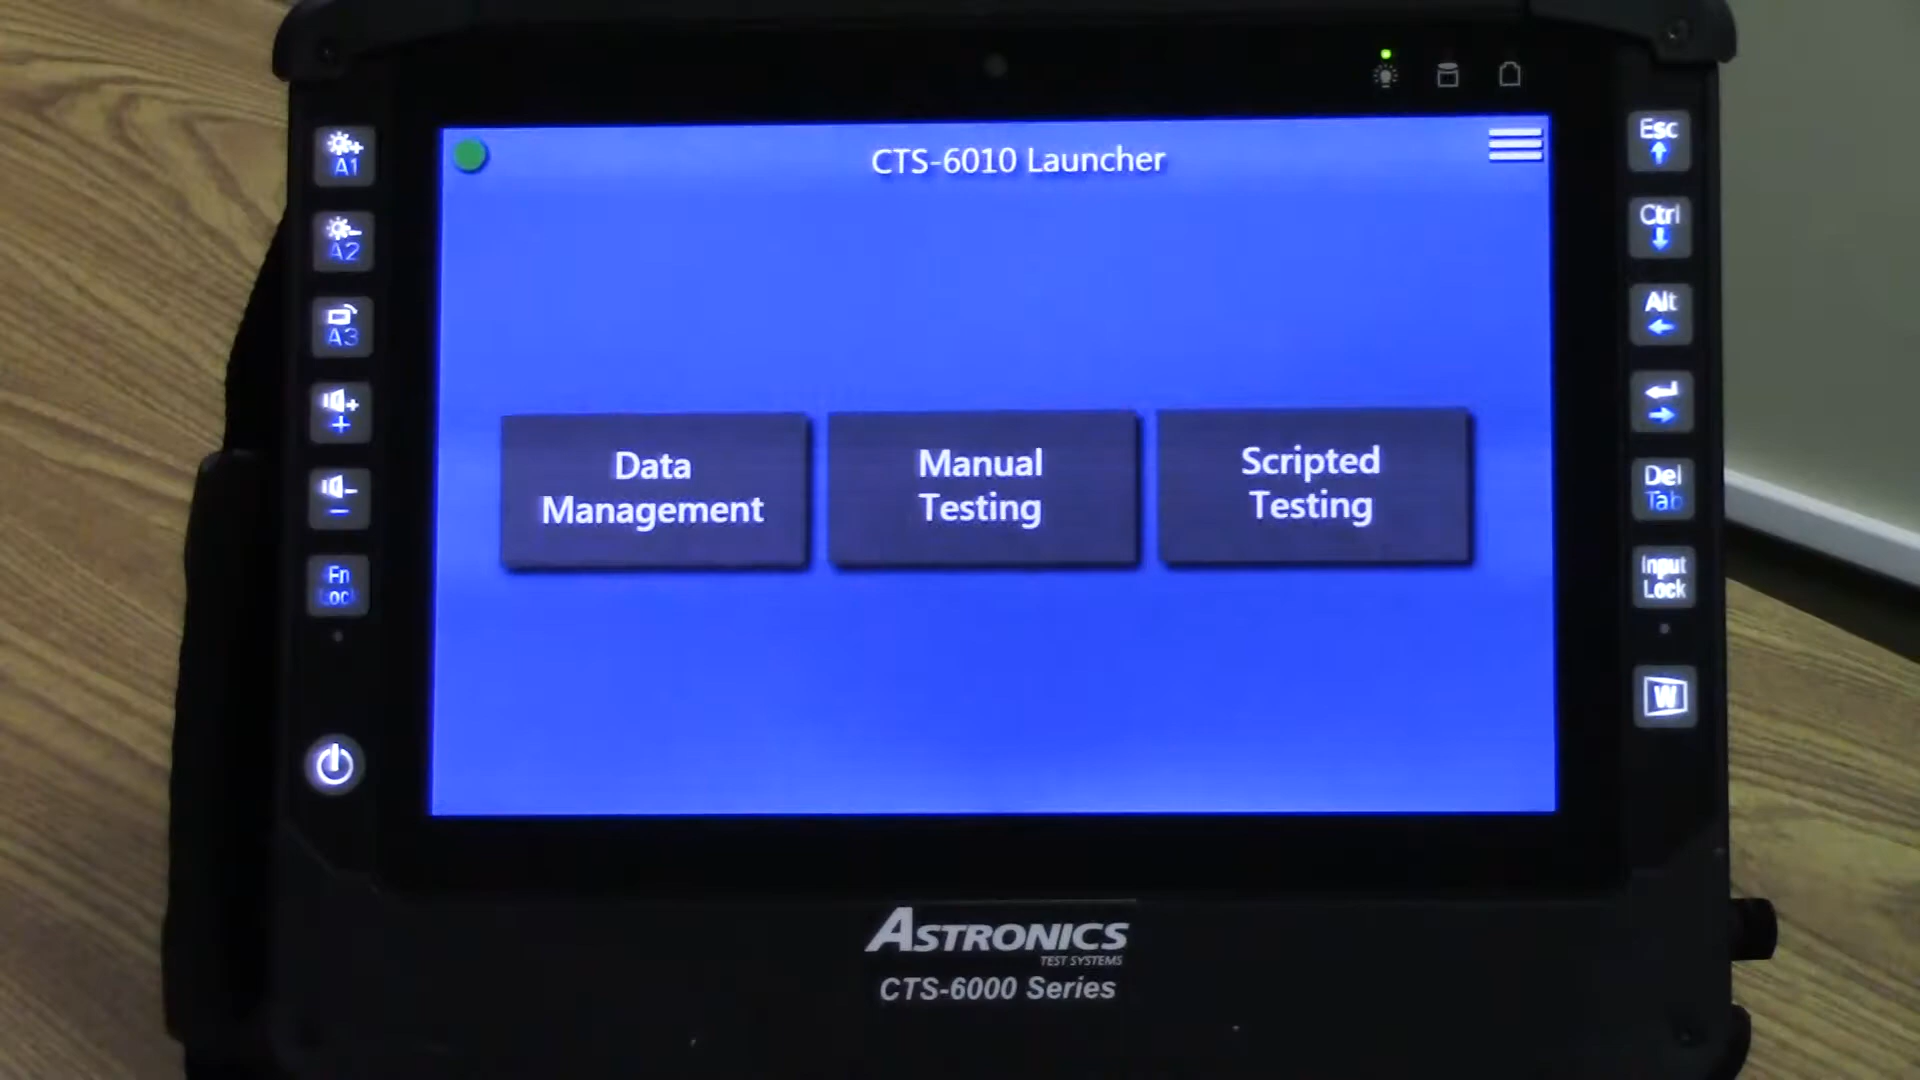 CTS-6010 Launcher
Data
Management
Manual
Testing
Scripted
Testing
A1
A2
A3
+
+
-
-
Fn
Lock
Esc
Ctrl
Alt
Del
Tab
Input
Lock
W
ASTRONICS
TEST SYSTEMS
CTS-6000 Series